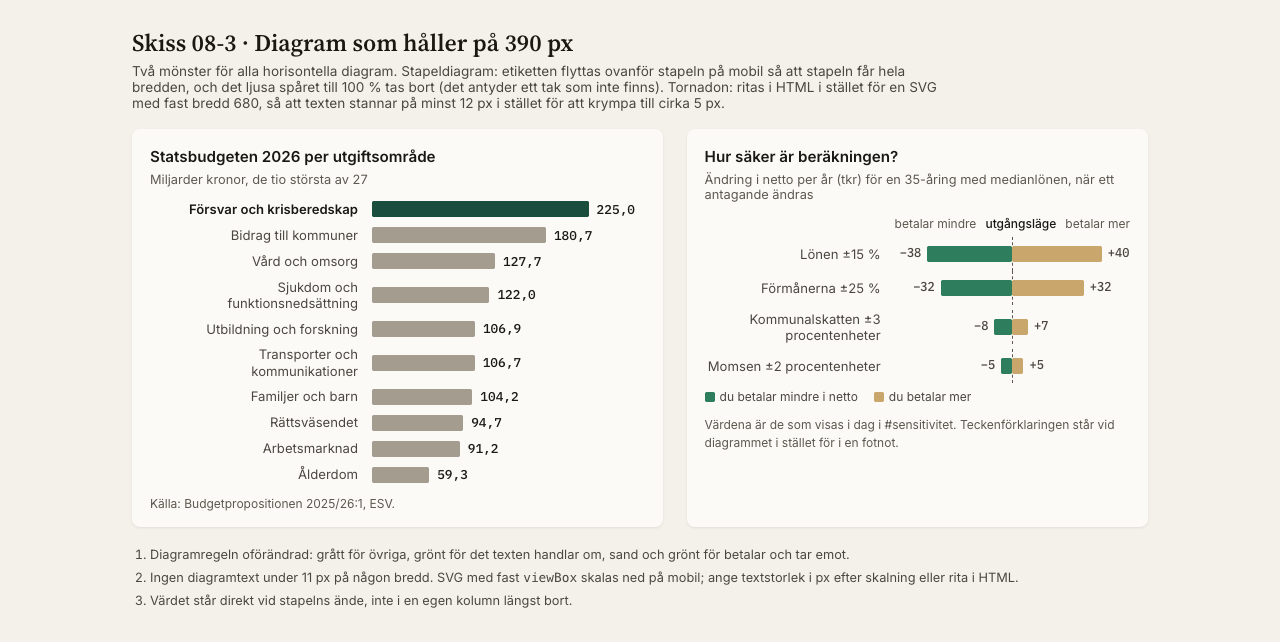 Skiss 08-3 · Diagram som håller på 390 px
Två mönster för alla horisontella diagram. Stapeldiagram: etiketten flyttas ovanför stapeln på mobil så att stapeln får hela
bredden, och det ljusa spåret till 100 % tas bort (det antyder ett tak som inte finns). Tornadon: ritas i HTML i stället för en SVG
med fast bredd 680, så att texten stannar på minst 12 px i stället för att krympa till cirka 5 px.
Statsbudgeten 2026 per utgiftsområde
Miljarder kronor, de tio största av 27
Försvar och krisberedskap 225,0
Bidrag till kommuner 180,7
Vård och omsorg 127,7
Sjukdom och
funktionsnedsättning 122,0
Utbildning och forskning 106,9
Transporter och
kommunikationer 106,7
Familjer och barn 104,2
Rättsväsendet 94,7
Arbetsmarknad 91,2
Ålderdom 59,3
Källa: Budgetpropositionen 2025/26:1, ESV.
Hur säker är beräkningen?
Ändring i netto per år (tkr) för en 35-åring med medianlönen, när ett
antagande ändras
betalar mindre utgångsläge betalar mer
Lönen ±15 % −38 +40
Förmånerna ±25 % −32 +32
Kommunalskatten ±3
procentenheter −8 +7
Momsen ±2 procentenheter −5 +5
du betalar mindre i netto du betalar mer
Värdena är de som visas i dag i #sensitivitet. Teckenförklaringen står vid
diagrammet i stället för i en fotnot.
1. Diagramregeln oförändrad: grått för övriga, grönt för det texten handlar om, sand och grönt för betalar och tar emot.
2. Ingen diagramtext under 11 px på någon bredd. SVG med fast viewBox skalas ned på mobil; ange textstorlek i px efter skalning eller rita i HTML.
3. Värdet står direkt vid stapelns ände, inte i en egen kolumn längst bort.